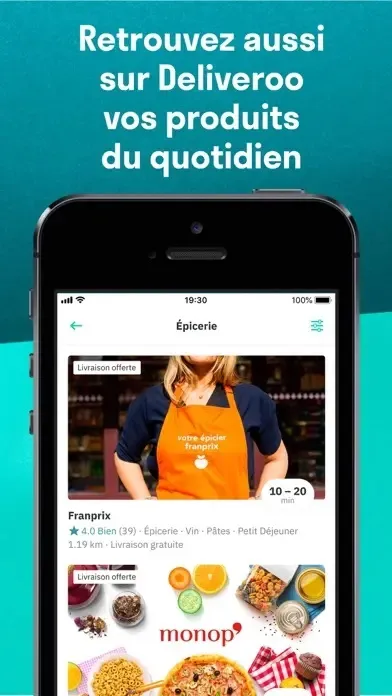 Retrouvez aussi
sur Deliveroo
vos produits
du quotidien
19:30
100%
Épicerie
Livraison offerte
votre épicier
franprix
10 – 20
min
Franprix
4.0 Bien (39) · Épicerie · Vin · Pâtes · Petit Déjeuner
1.19 km · Livraison gratuite
Livraison offerte
monop'